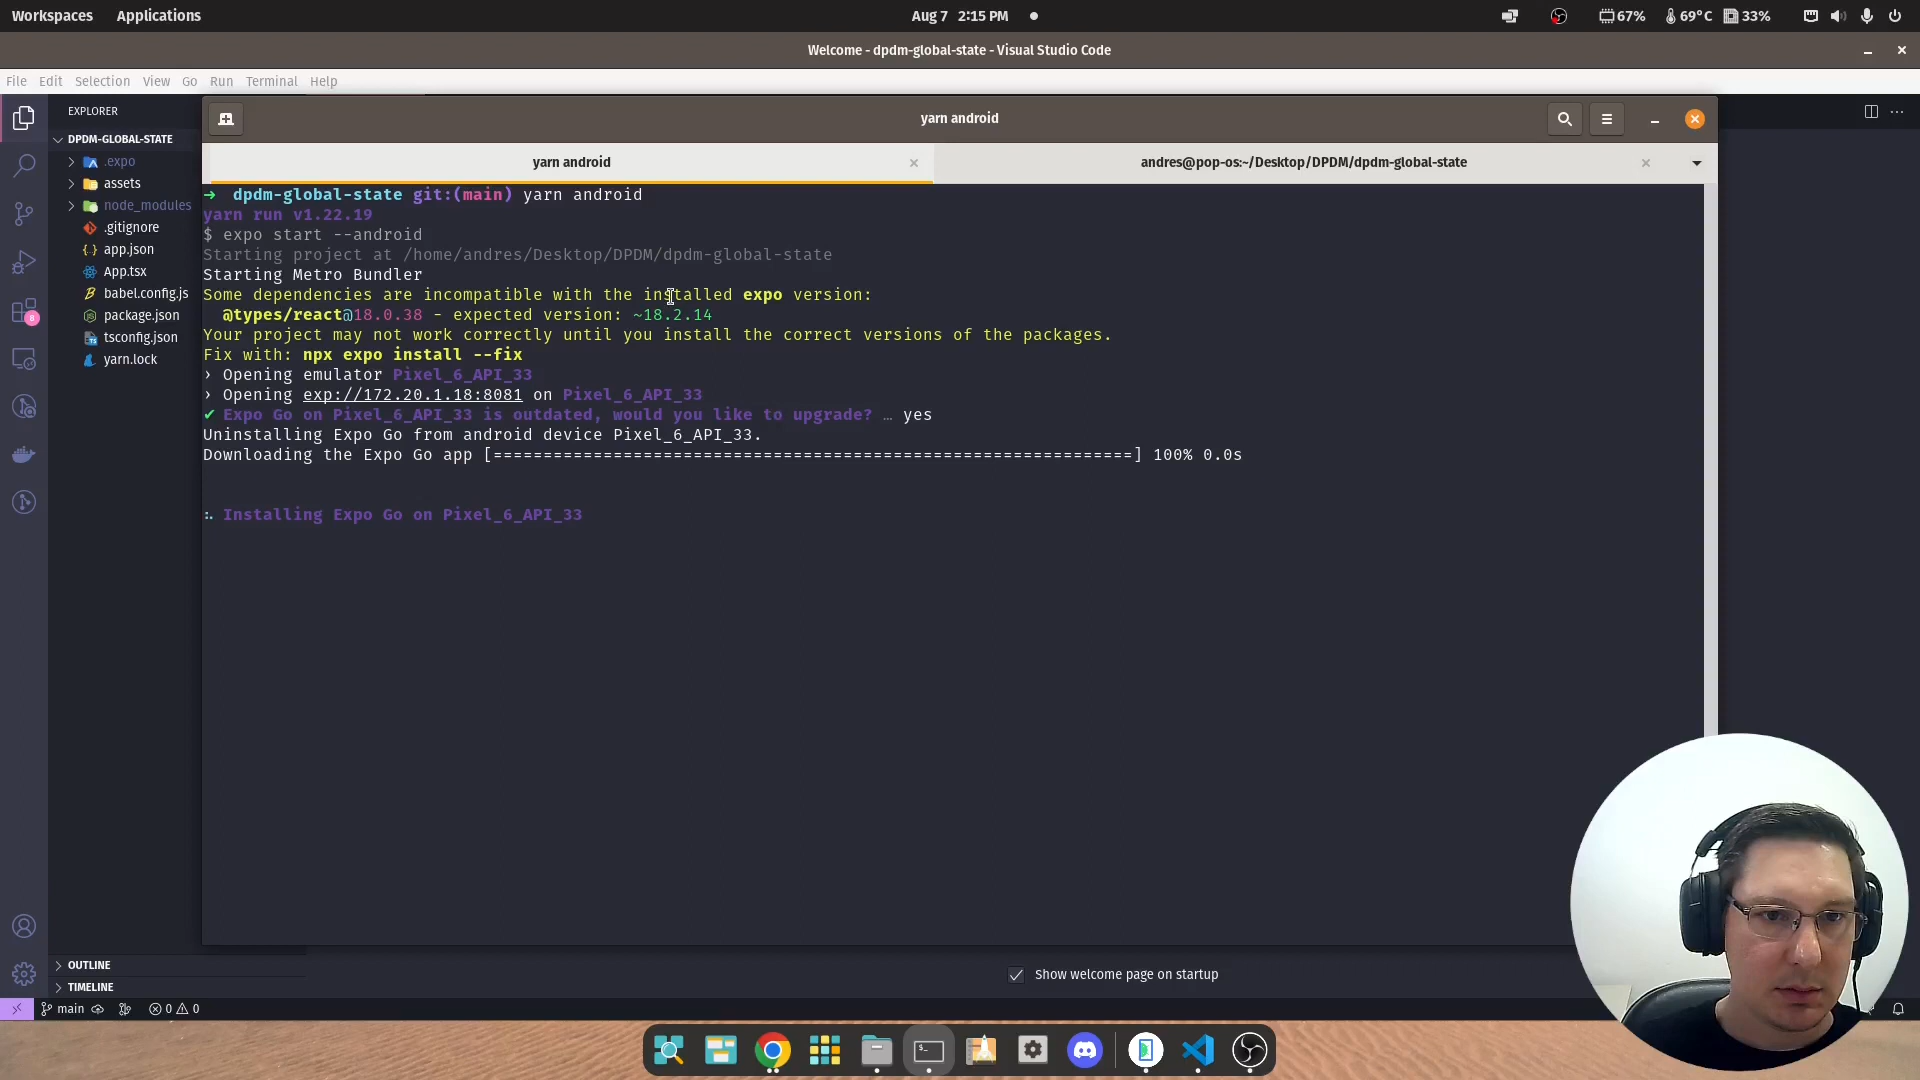 Workspaces Applications Aug 7 2:15 PM 67% 69°C 33%
Welcome - dpdm-global-state - Visual Studio Code
File Edit Selection View Go Run Terminal Help
EXPLORER
DPDM-GLOBAL-STATE
.expo
assets
node_modules
.gitignore
app.json
App.tsx
babel.config.js
package.json
tsconfig.json
yarn.lock
8
OUTLINE
TIMELINE
yarn android
yarn android andres@pop-os:~/Desktop/DPDM/dpdm-global-state
→ dpdm-global-state git:(main) yarn android
yarn run v1.22.19
$ expo start --android
Starting project at /home/andres/Desktop/DPDM/dpdm-global-state
Starting Metro Bundler
Some dependencies are incompatible with the installed expo version:
@types/react@18.0.38 - expected version: ~18.2.14
Your project may not work correctly until you install the correct versions of the packages.
Fix with: npx expo install --fix
› Opening emulator Pixel_6_API_33
› Opening exp://172.20.1.18:8081 on Pixel_6_API_33
✔ Expo Go on Pixel_6_API_33 is outdated, would you like to upgrade? … yes
Uninstalling Expo Go from android device Pixel_6_API_33.
Downloading the Expo Go app [================================================================] 100% 0.0s
Installing Expo Go on Pixel_6_API_33
Show welcome page on startup
main 0 0